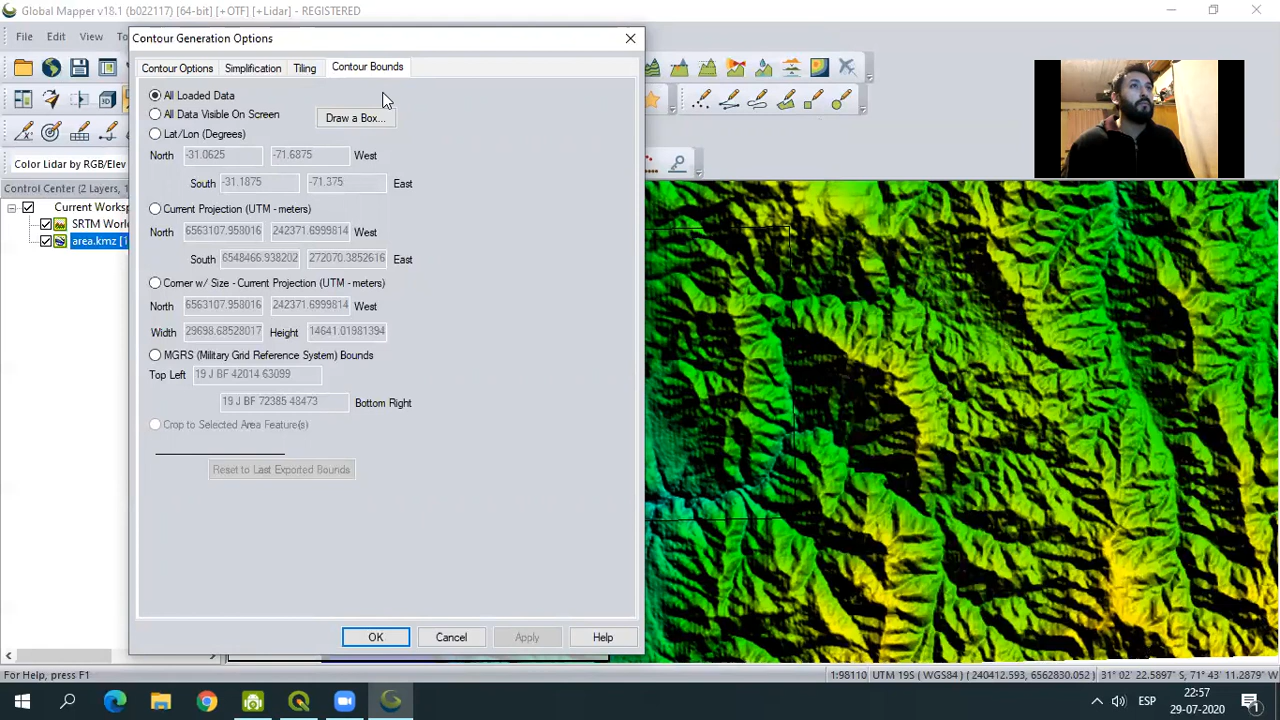 Global Mapper v18.1 (b022117) [64-bit] [+OTF] [+Lidar] - REGISTERED
File Edit View To
Contour Generation Options
Contour Options Simplification Tiling Contour Bounds
All Loaded Data
All Data Visible On Screen
Draw a Box...
Lat/Lon (Degrees)
North -31.0625 -71.6875 West
South -31.1875 -71.375 East
Current Projection (UTM - meters)
North 6563107.958016 242371.6999814 West
South 6548466.938202 272070.3852616 East
Corner w/ Size - Current Projection (UTM - meters)
North 6563107.958016 242371.6999814 West
Width 29698.68528017 Height 14641.01981394
MGRS (Military Grid Reference System) Bounds
Top Left 19 J BF 42014 63099
19 J BF 72385 48473 Bottom Right
Crop to Selected Area Feature(s)
Reset to Last Exported Bounds
OK Cancel Apply Help
Color Lidar by RGB/Elev
Control Center (2 Layers,
Current Works
SRTM World
area.kmz [1
For Help, press F1
1:98110 UTM 19S (WGS84) (240412.593, 6562830.052) 31° 02' 22.5897" S, 71° 43' 11.2879" W
ESP
22:57
29-07-2020